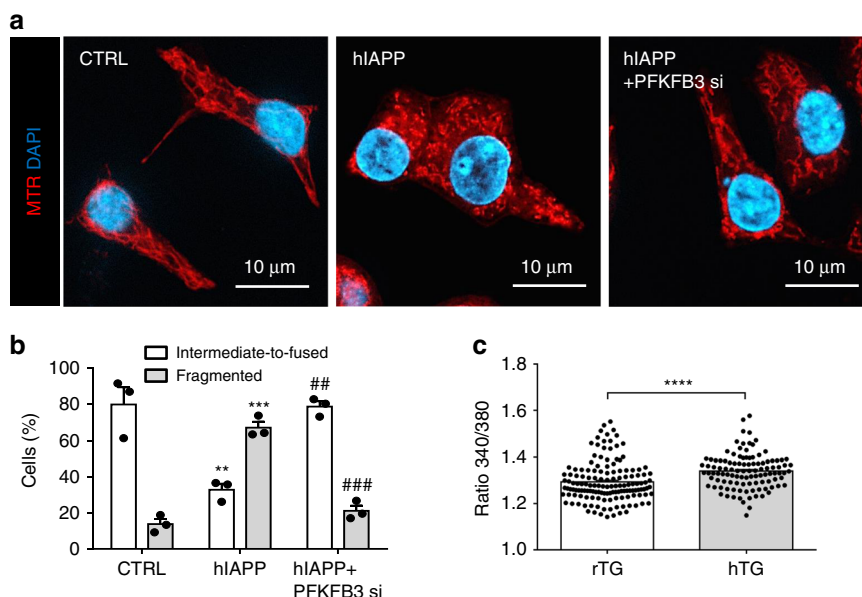 a
MTR DAPI
CTRL
10 μm
hIAPP
10 μm
hIAPP
+PFKFB3 si
10 μm
b
Intermediate-to-fused
Fragmented
Cells (%)
100
80
60
40
20
0
**
***
##
###
CTRL
hIAPP
hIAPP+
PFKFB3 si
c
Ratio 340/380
1.8
1.6
1.4
1.2
1.0
****
rTG
hTG